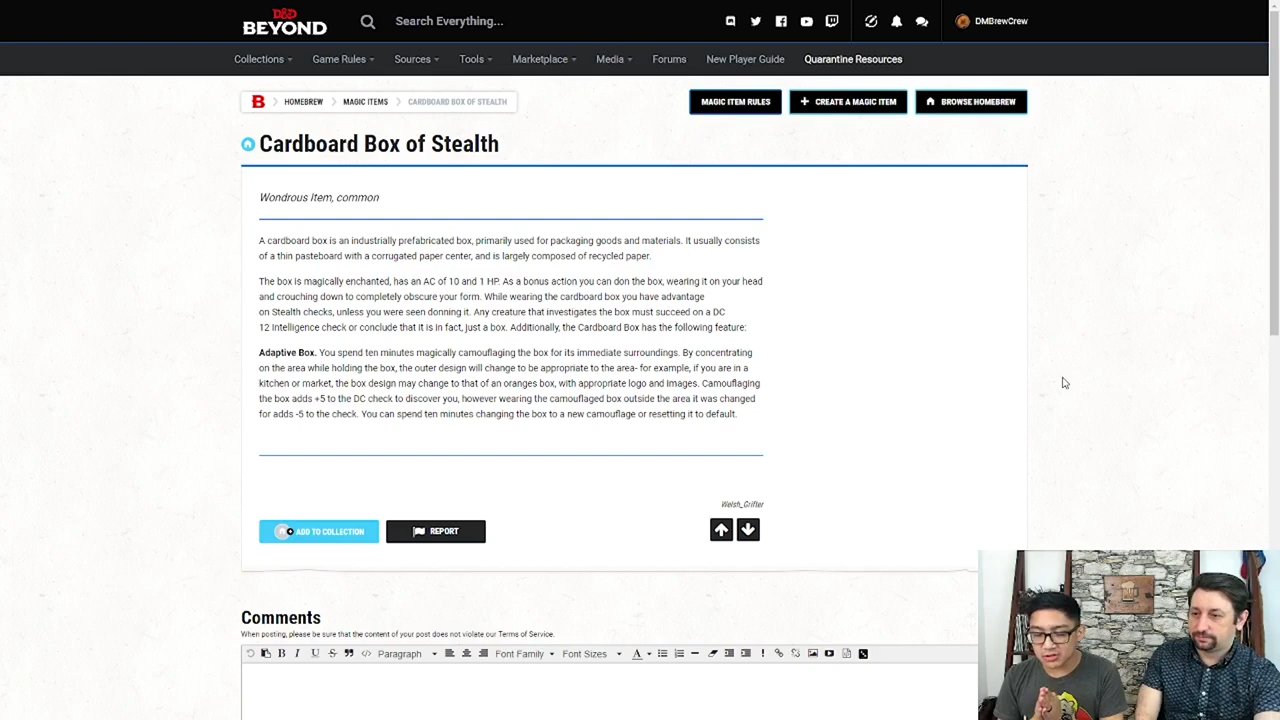 D&D
BEYOND
Search Everything...
DMBrewCrew
Collections
Game Rules
Sources
Tools
Marketplace
Media
Forums
New Player Guide
Quarantine Resources
B
HOMEBREW
MAGIC ITEMS
CARDBOARD BOX OF STEALTH
MAGIC ITEM RULES
+ CREATE A MAGIC ITEM
BROWSE HOMEBREW
Cardboard Box of Stealth
Wondrous Item, common
A cardboard box is an industrially prefabricated box, primarily used for packaging goods and materials. It usually consists
of a thin pasteboard with a corrugated paper center, and is largely composed of recycled paper.
The box is magically enchanted, has an AC of 10 and 1 HP. As a bonus action you can don the box, wearing it on your head
and crouching down to completely obscure your form. While wearing the cardboard box you have advantage
on Stealth checks, unless you were seen donning it. Any creature that investigates the box must succeed on a DC
12 Intelligence check or conclude that it is in fact, just a box. Additionally, the Cardboard Box has the following feature:
Adaptive Box. You spend ten minutes magically camouflaging the box for its immediate surroundings. By concentrating
on the area while holding the box, the outer design will change to be appropriate to the area- for example, if you are in a
kitchen or market, the box design may change to that of an oranges box, with appropriate logo and images. Camouflaging
the box adds +5 to the DC check to discover you, however wearing the camouflaged box outside the area it was changed
for adds -5 to the check. You can spend ten minutes changing the box to a new camouflage or resetting it to default.
Welsh_Grifter
ADD TO COLLECTION
REPORT
Comments
When posting, please be sure that the content of your post does not violate our Terms of Service.
B I U S Paragraph Font Family Font Sizes A